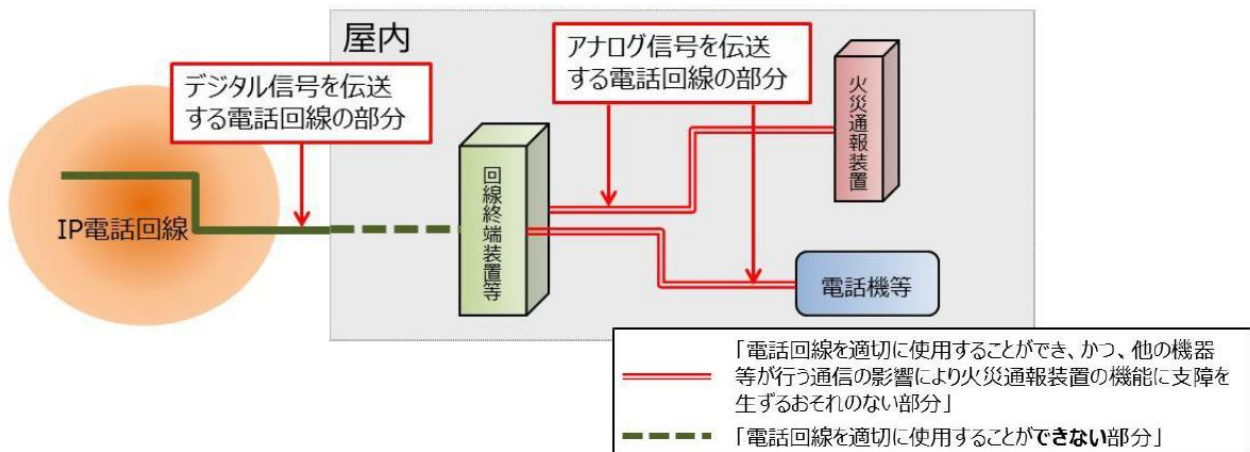 屋内
デジタル信号を伝送
する電話回線の部分
アナログ信号を伝送
する電話回線の部分
火災通報装置
回線終端装置等
IP電話回線
電話機等
「電話回線を適切に使用することができ、かつ、他の機器
等が行う通信の影響により火災通報装置の機能に支障を
生ずるおそれのない部分」
「電話回線を適切に使用することができない部分」